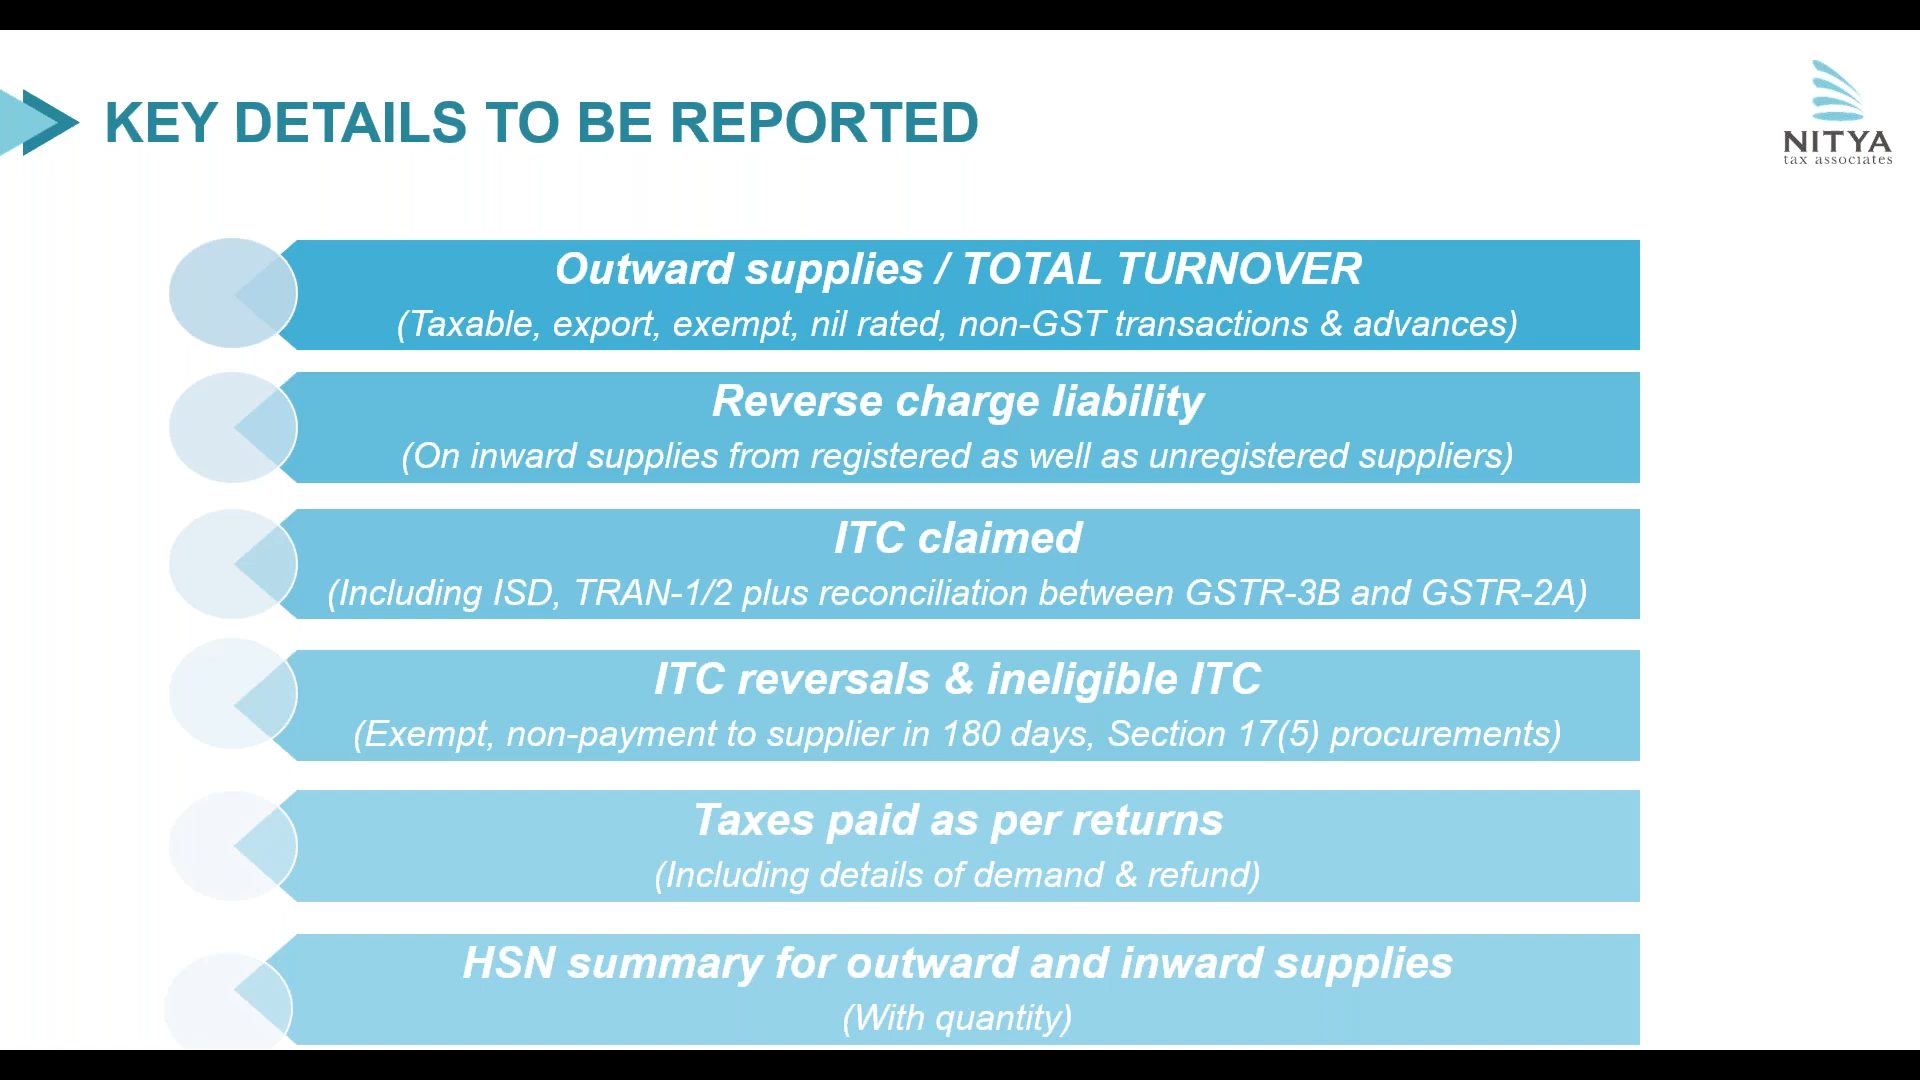 KEY DETAILS TO BE REPORTED
NITYA
tax associates
Outward supplies / TOTAL TURNOVER
(Taxable, export, exempt, nil rated, non-GST transactions & advances)
Reverse charge liability
(On inward supplies from registered as well as unregistered suppliers)
ITC claimed
(Including ISD, TRAN-1/2 plus reconciliation between GSTR-3B and GSTR-2A)
ITC reversals & ineligible ITC
(Exempt, non-payment to supplier in 180 days, Section 17(5) procurements)
Taxes paid as per returns
(Including details of demand & refund)
HSN summary for outward and inward supplies
(With quantity)